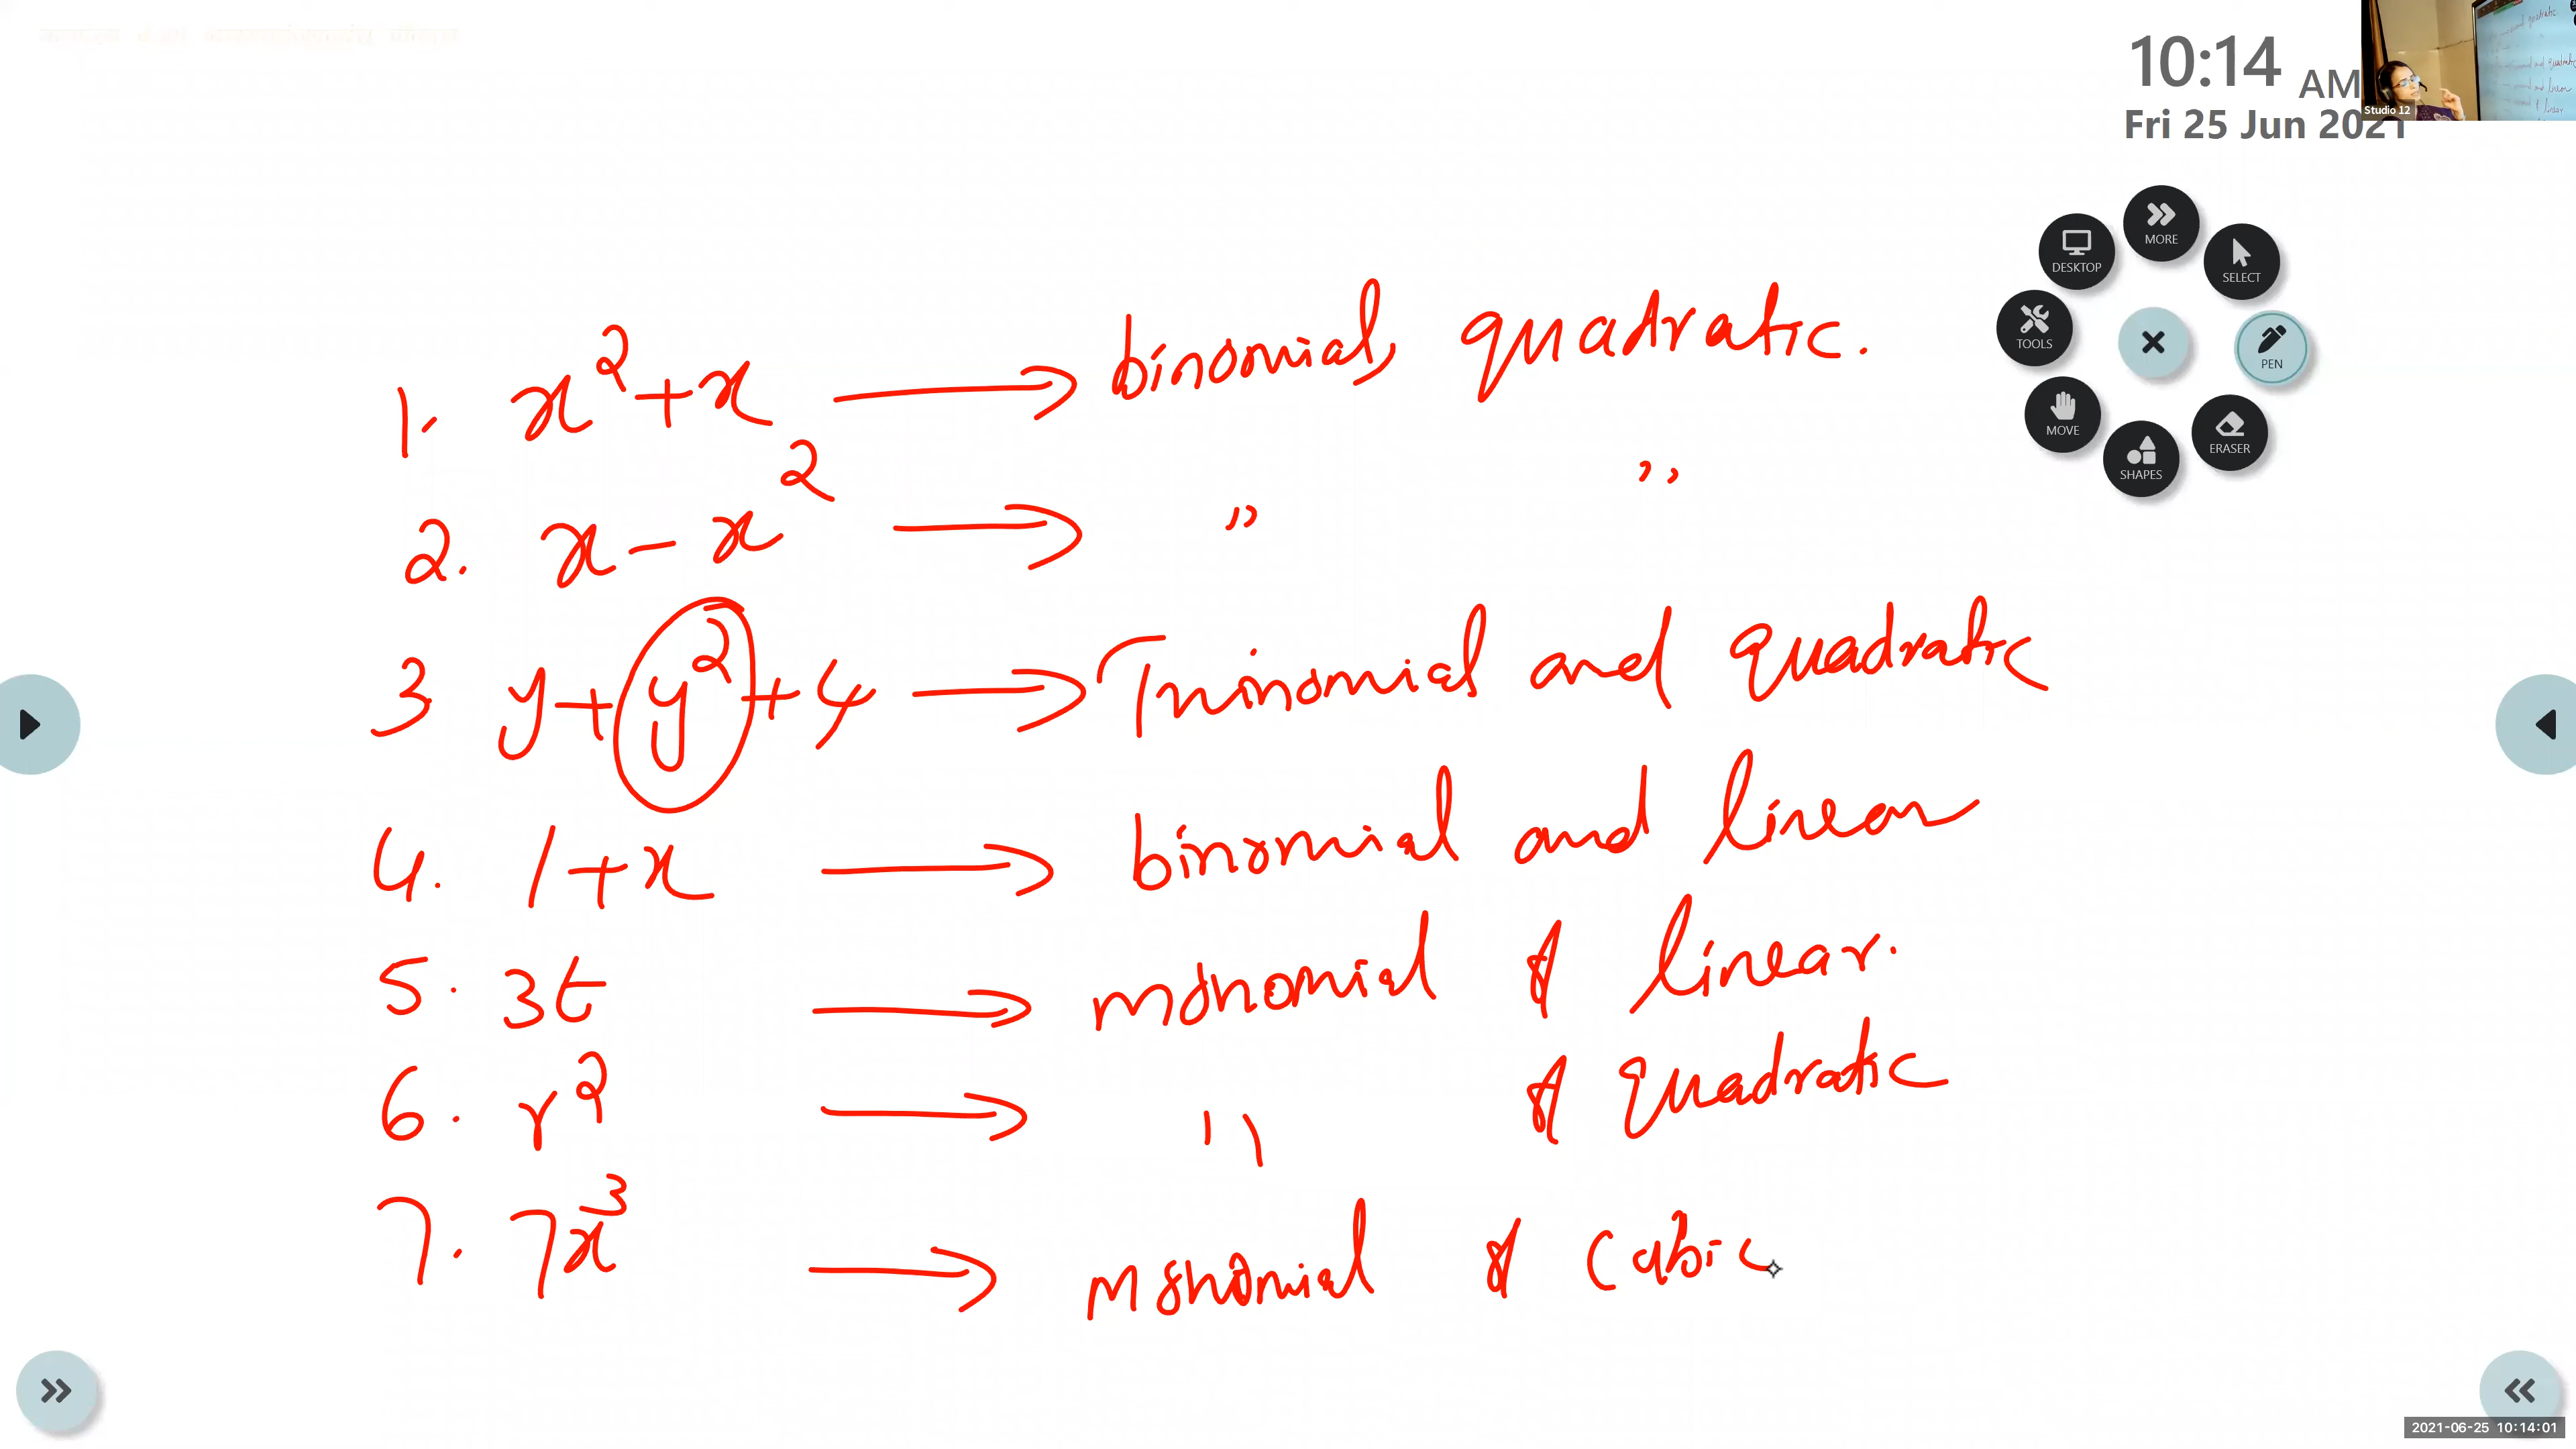 10:14 AM
Fri 25 Jun 2021
Studio 12
MORE
DESKTOP
SELECT
TOOLS
PEN
MOVE
ERASER
SHAPES
1. x²+x → binomial, quadratic.
2. x - x² → " "
3 y+y²+4 → Trinomial and quadratic
4. 1+x → binomial and linear
5. 3t → monomial & linear.
6. r² → " & quadratic
7. 7x³ → monomial & cubic
2021-06-25 10:14:01